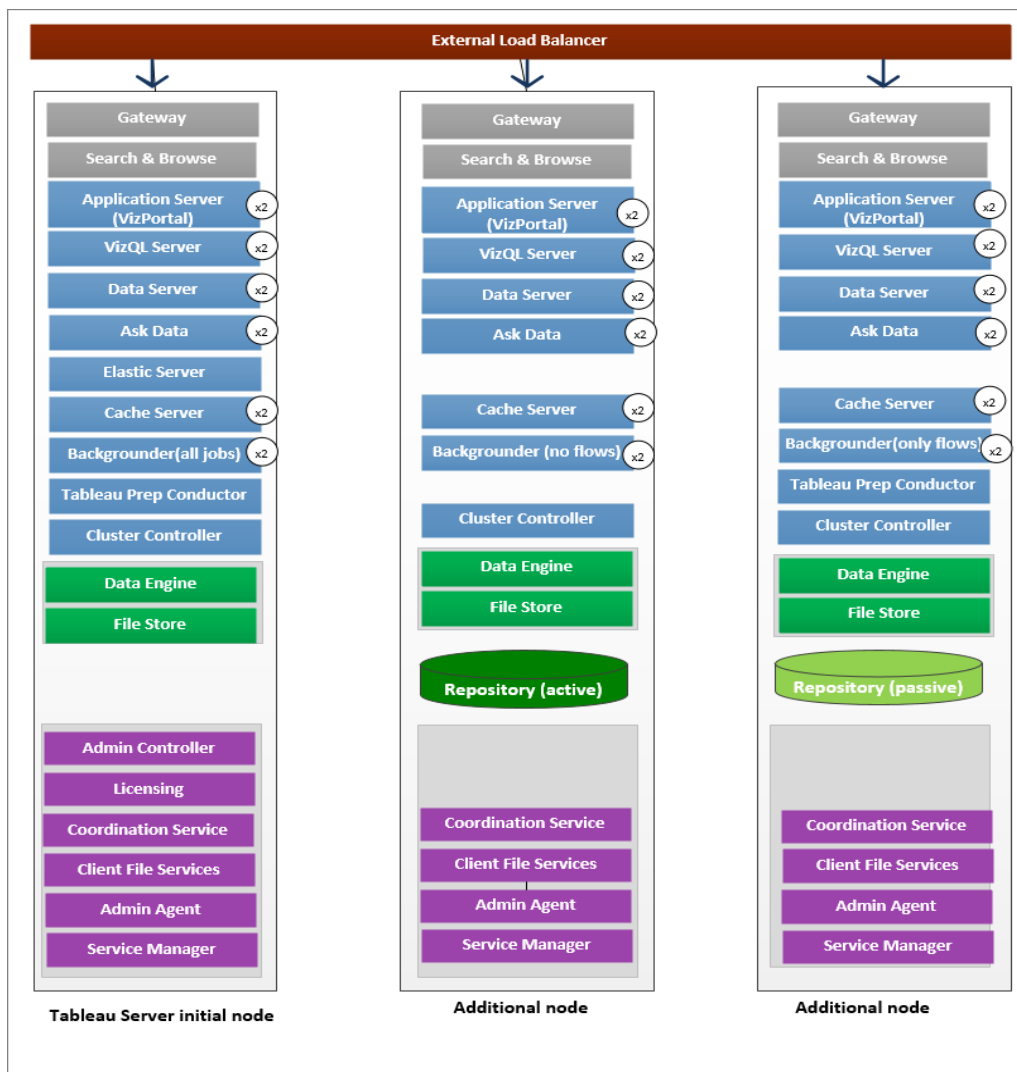 External Load Balancer
Gateway
Search & Browse
Application Server
(VizPortal)
x2
VizQL Server
x2
Data Server
x2
Ask Data
x2
Elastic Server
Cache Server
x2
Backgrounder(all jobs)
x2
Tableau Prep Conductor
Cluster Controller
Data Engine
File Store
Admin Controller
Licensing
Coordination Service
Client File Services
Admin Agent
Service Manager
Tableau Server initial node
Gateway
Search & Browse
Application Server
(VizPortal)
x2
VizQL Server
x2
Data Server
x2
Ask Data
x2
Cache Server
x2
Backgrounder (no flows)
x2
Cluster Controller
Data Engine
File Store
Repository (active)
Coordination Service
Client File Services
Admin Agent
Service Manager
Additional node
Gateway
Search & Browse
Application Server
(VizPortal)
x2
VizQL Server
x2
Data Server
x2
Ask Data
x2
Cache Server
x2
Backgrounder(only flows)
x2
Tableau Prep Conductor
Cluster Controller
Data Engine
File Store
Repository (passive)
Coordination Service
Client File Services
Admin Agent
Service Manager
Additional node